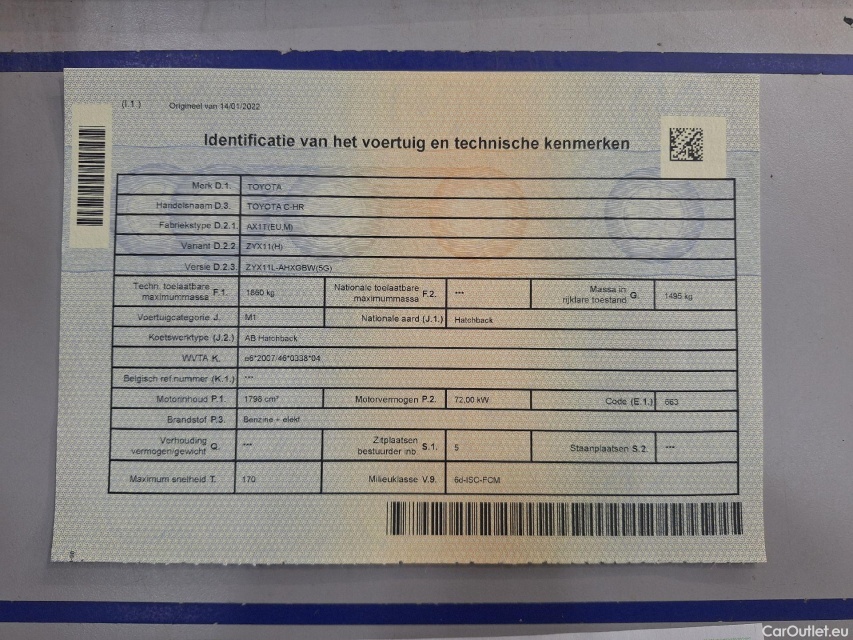 (I.1.) Origineel van 14/01/2022
Identificatie van het voertuig en technische kenmerken
Merk D.1. TOYOTA
Handelsnaam D.3. TOYOTA C-HR
Fabriekstype D.2.1. AX1T(EU,M)
Variant D.2.2. ZYX11(H)
Versie D.2.3. ZYX11L-AHXGBW(5G)
Techn. toelaatbare
maximummassa F.1. 1860 kg
Nationale toelaatbare
maximummassa F.2. ---
Massa in
rijklare toestand G. 1495 kg
Voertuigcategorie J. M1 Nationale aard (J.1.) Hatchback
Koetswerktype (J.2.) AB Hatchback
WVTA K. e6*2007/46*0338*04
Belgisch ref.nummer (K.1.) ---
Motorinhoud P.1. 1798 cm³ Motorvermogen P.2. 72,00 kW Code (E.1.) 663
Brandstof P.3. Benzine + elekt
Verhouding
vermogen/gewicht Q. ---
Zitplaatsen
bestuurder inb. S.1. 5
Staanplaatsen S.2. ---
Maximum snelheid T. 170 Milieuklasse V.9. 6d-ISC-FCM
CarOutlet.eu